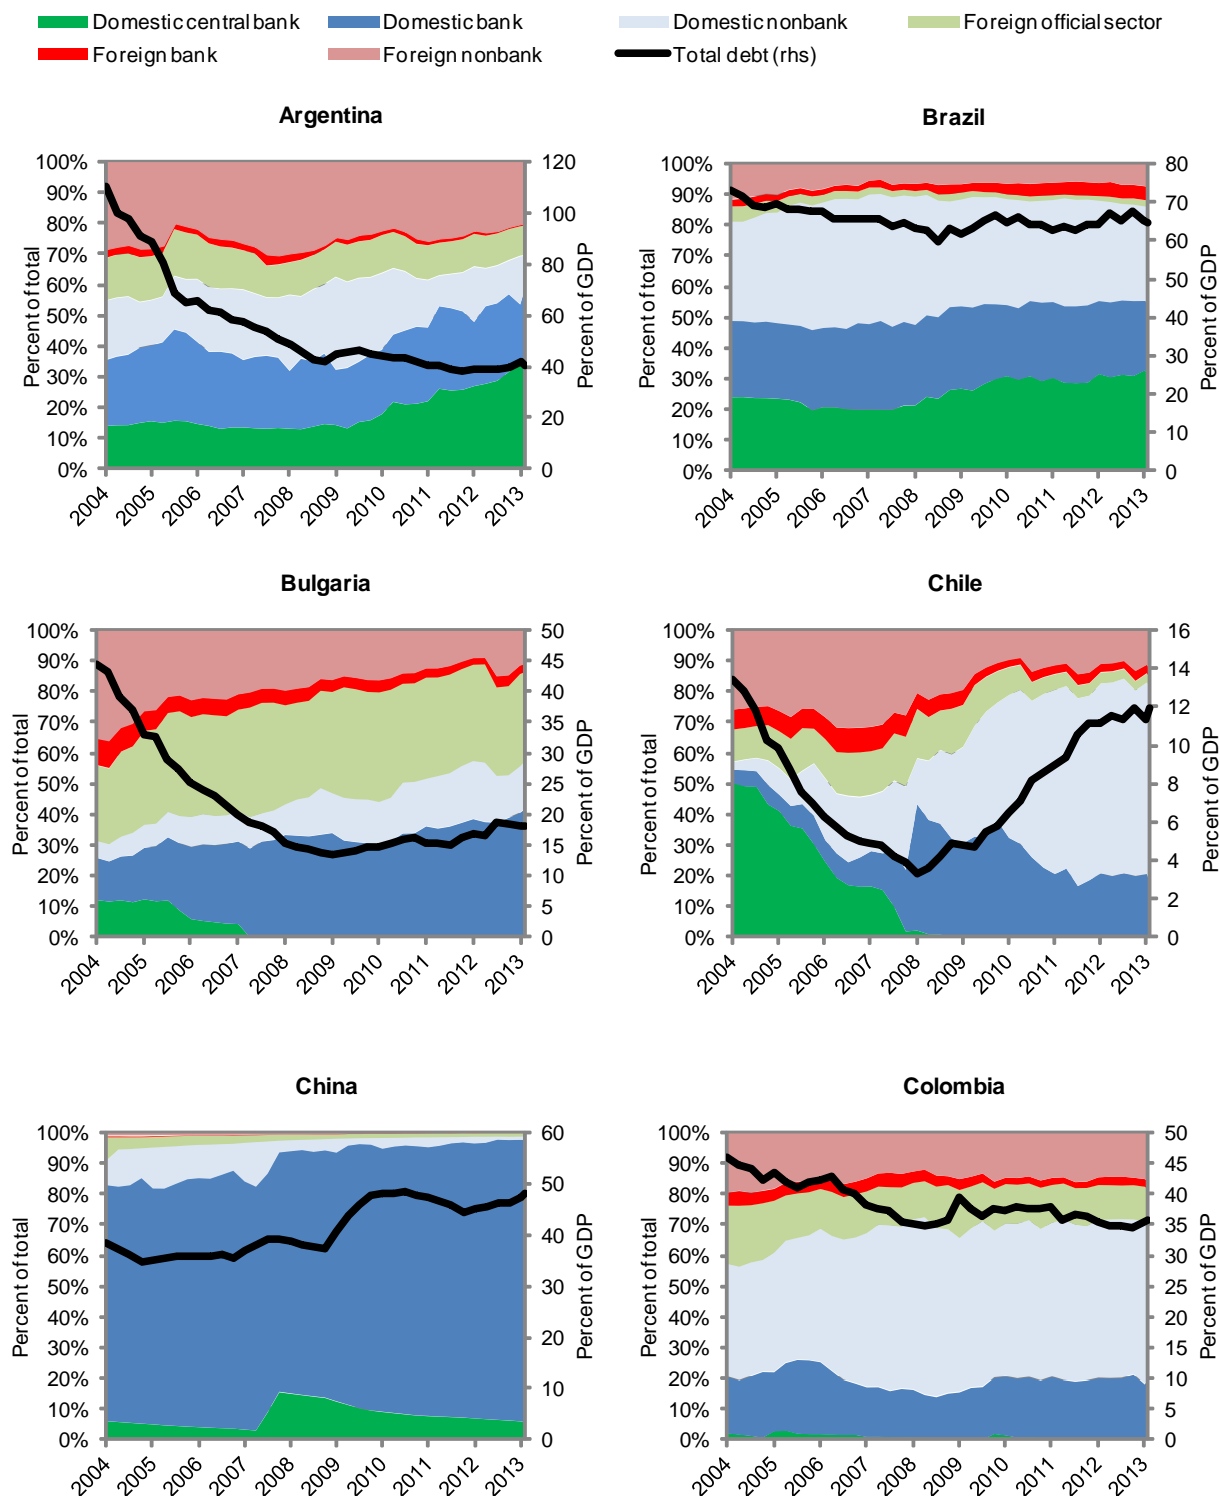 Domestic central bank Domestic bank Domestic nonbank Foreign official sector
Foreign bank Foreign nonbank Total debt (rhs)
Argentina
100% 120
90% 100
80% 80
70%
60% 60
50%
40% 40
30%
20% 20
10%
0% 0
Percent of total
Percent of GDP
2004 2005 2006 2007 2008 2009 2010 2011 2012 2013
Brazil
100% 80
90% 70
80% 60
70% 50
60% 40
50%
40% 30
30% 20
20%
10% 10
0% 0
Percent of total
Percent of GDP
2004 2005 2006 2007 2008 2009 2010 2011 2012 2013
Bulgaria
100% 50
90% 45
80% 40
70% 35
60% 30
50% 25
40% 20
30% 15
20% 10
10% 5
0% 0
Percent of total
Percent of GDP
2004 2005 2006 2007 2008 2009 2010 2011 2012 2013
Chile
100% 16
90% 14
80% 12
70% 10
60%
50% 8
40% 6
30% 4
20%
10% 2
0% 0
Percent of total
Percent of GDP
2004 2005 2006 2007 2008 2009 2010 2011 2012 2013
China
100% 60
90% 50
80%
70% 40
60%
50% 30
40% 20
30%
20% 10
10%
0% 0
Percent of total
Percent of GDP
2004 2005 2006 2007 2008 2009 2010 2011 2012 2013
Colombia
100% 50
90% 45
80% 40
70% 35
60% 30
50% 25
40% 20
30% 15
20% 10
10% 5
0% 0
Percent of total
Percent of GDP
2004 2005 2006 2007 2008 2009 2010 2011 2012 2013